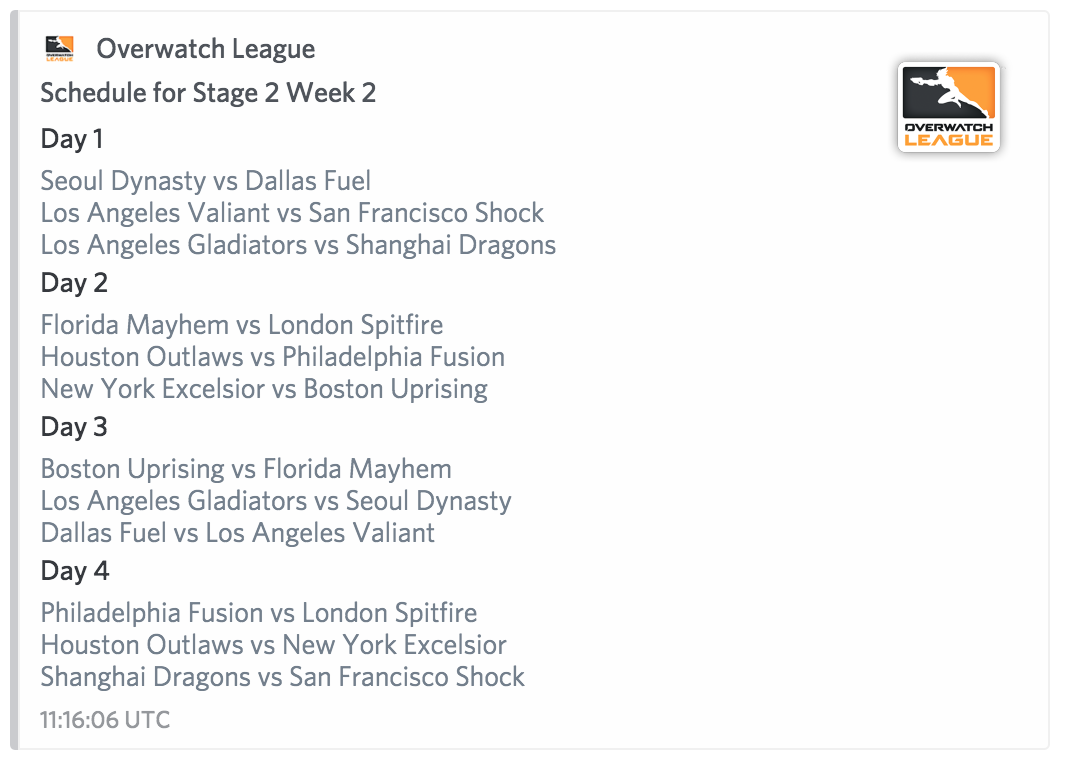 Overwatch League
Schedule for Stage 2 Week 2
OVERWATCH
LEAGUE
Day 1
Seoul Dynasty vs Dallas Fuel
Los Angeles Valiant vs San Francisco Shock
Los Angeles Gladiators vs Shanghai Dragons
Day 2
Florida Mayhem vs London Spitfire
Houston Outlaws vs Philadelphia Fusion
New York Excelsior vs Boston Uprising
Day 3
Boston Uprising vs Florida Mayhem
Los Angeles Gladiators vs Seoul Dynasty
Dallas Fuel vs Los Angeles Valiant
Day 4
Philadelphia Fusion vs London Spitfire
Houston Outlaws vs New York Excelsior
Shanghai Dragons vs San Francisco Shock
11:16:06 UTC